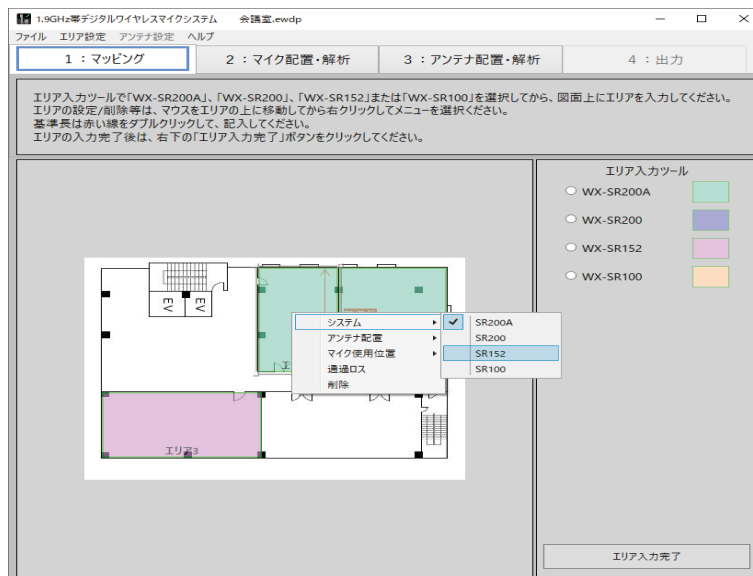 1.9GHz帯デジタルワイヤレスマイクシステム 会議室.ewdp
ファイル エリア設定 アンテナ設定 ヘルプ
1：マッピング 2：マイク配置・解析 3：アンテナ配置・解析 4：出力
エリア入力ツールで「WX-SR200A」、「WX-SR200」、「WX-SR152」または「WX-SR100」を選択してから、図面上にエリアを入力してください。
エリアの設定/削除等は、マウスをエリアの上に移動してから右クリックしてメニューを選択ください。
基準長は赤い線をダブルクリックして、記入してください。
エリアの入力完了後は、右下の「エリア入力完了」ボタンをクリックしてください。
エリア入力ツール
WX-SR200A
WX-SR200
WX-SR152
WX-SR100
EV EV
システム
アンテナ配置
マイク使用位置
通過ロス
削除
SR200A
SR200
SR152
SR100
エリア3
エリア入力完了